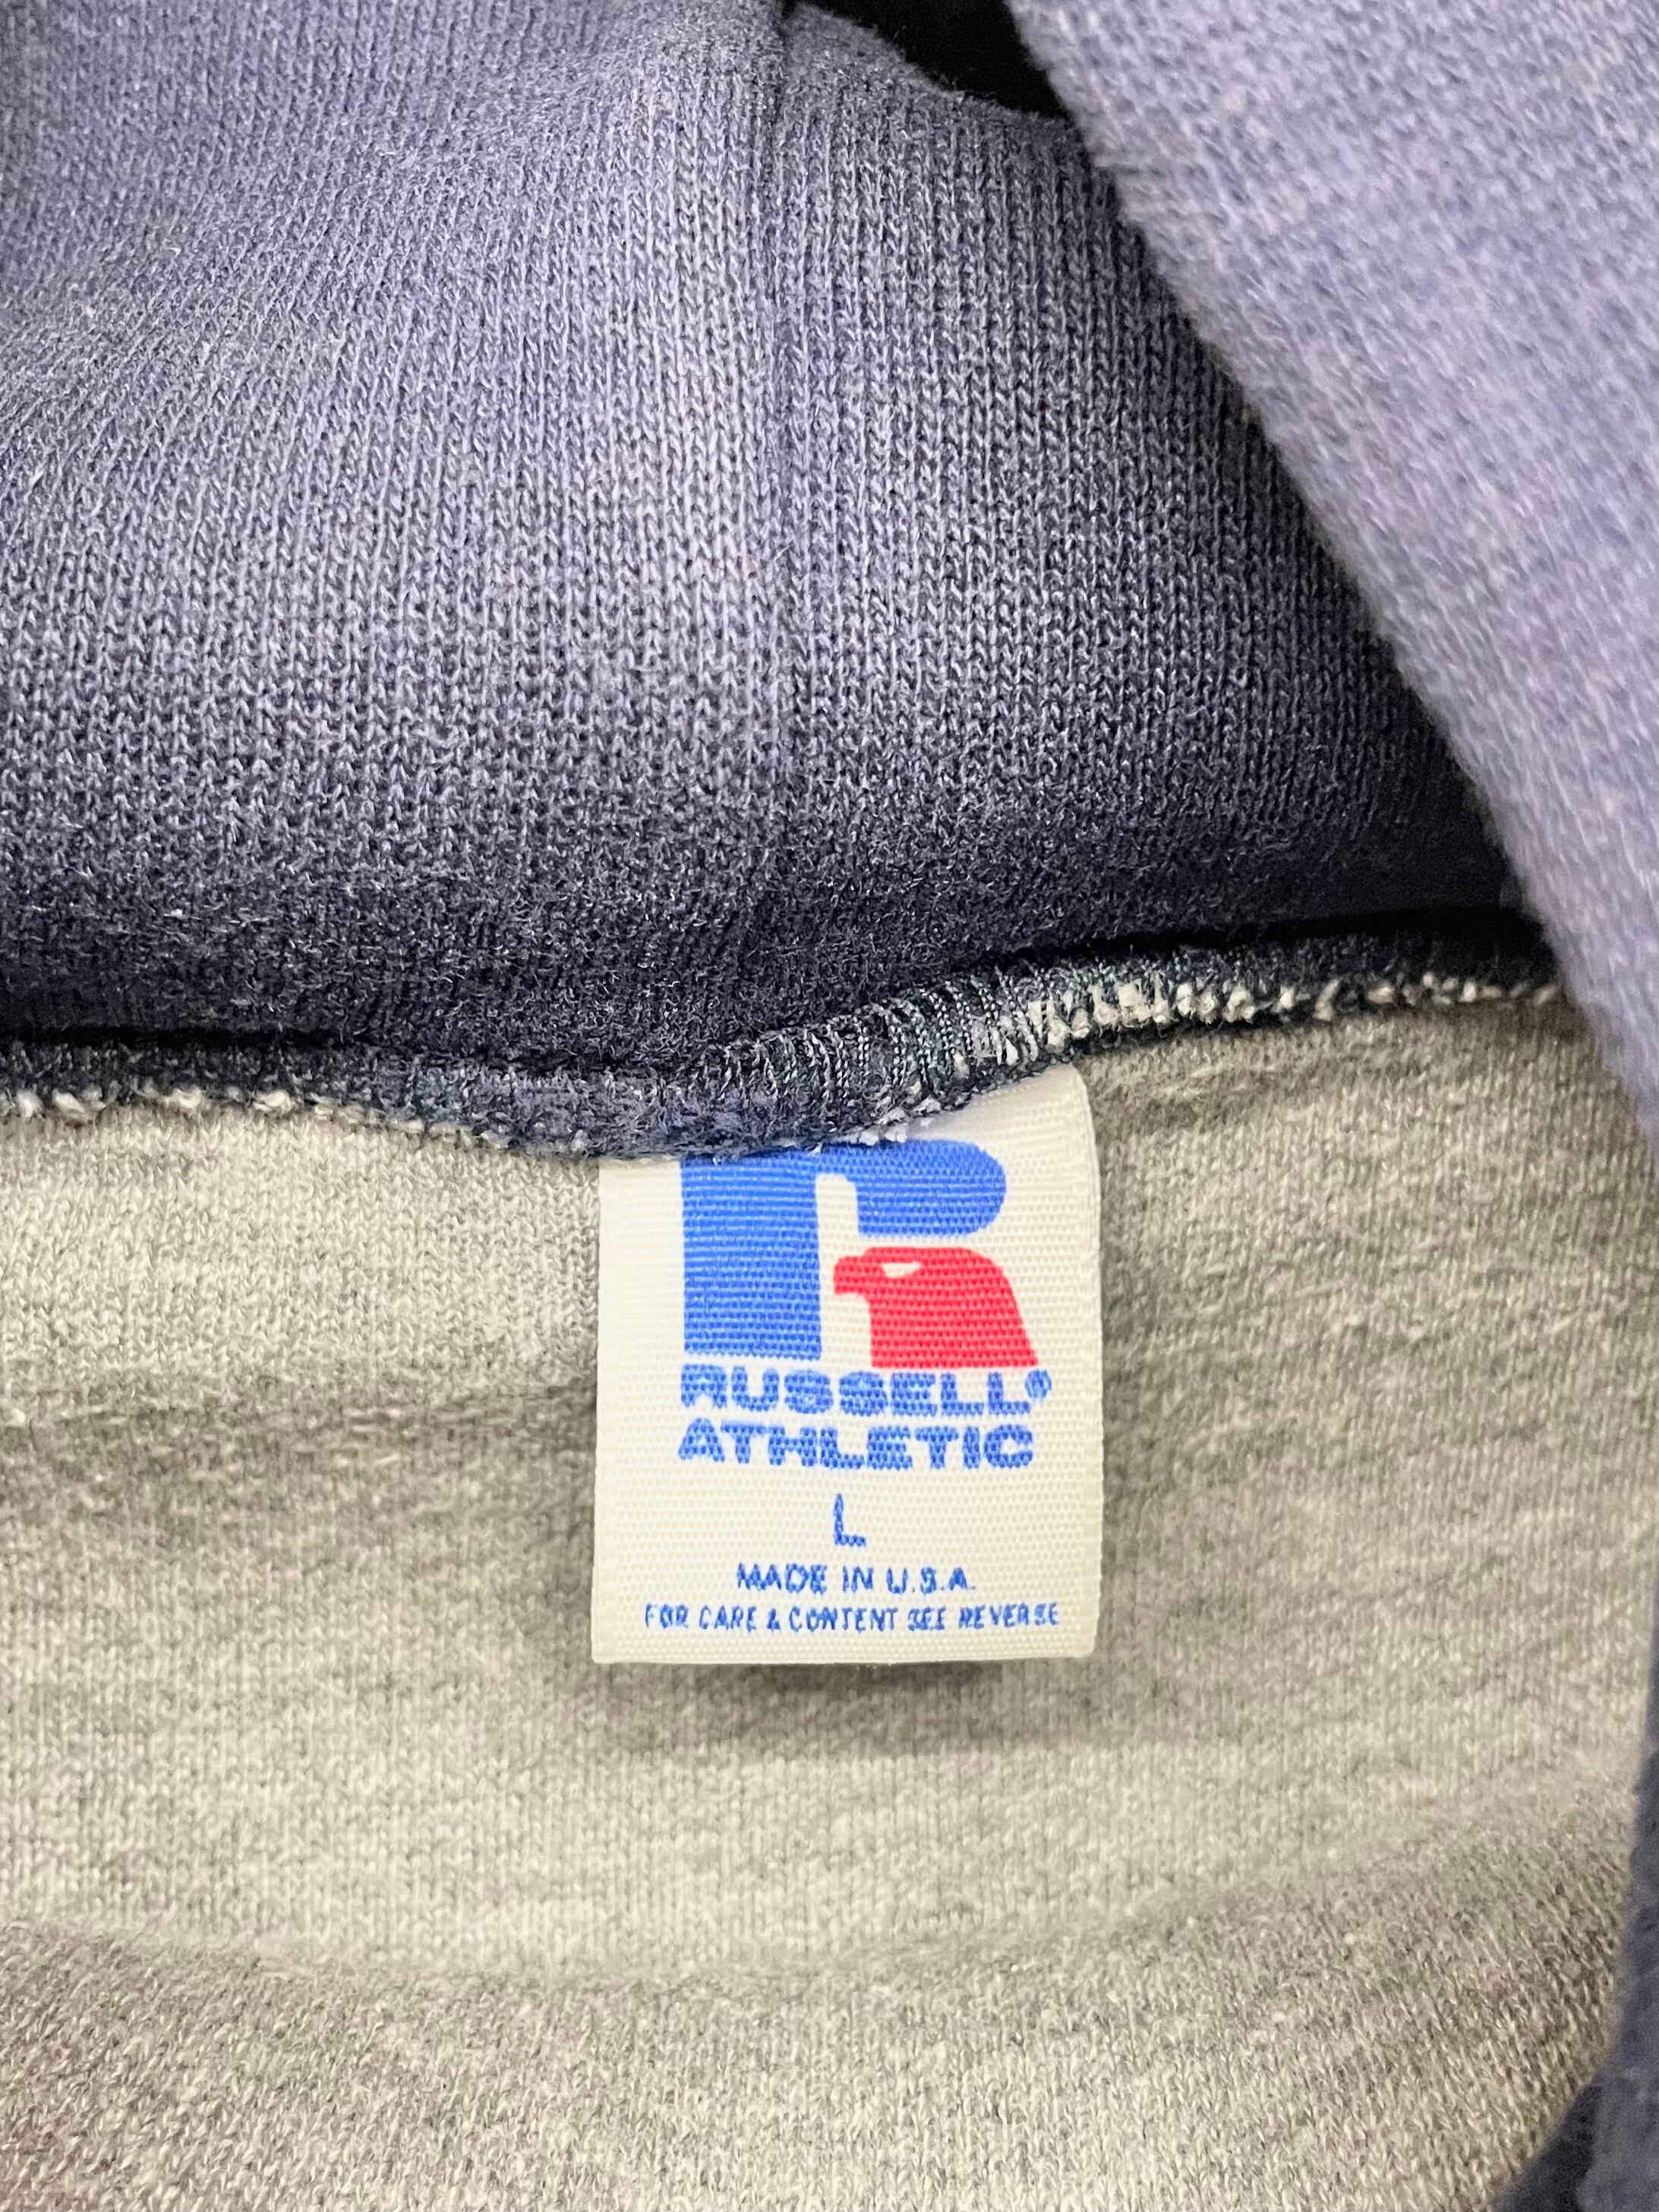 R
RUSSELL®
ATHLETIC
L
MADE IN U.S.A.
FOR CARE & CONTENT SEE REVERSE